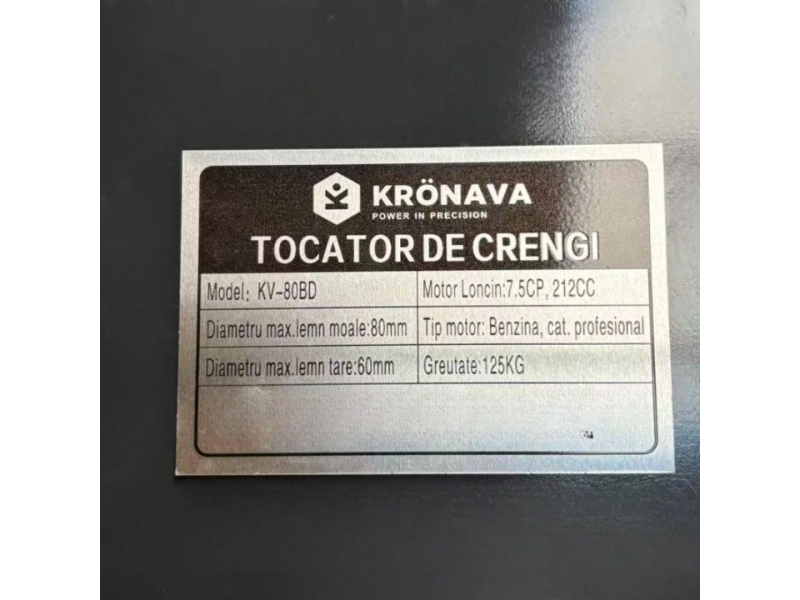 KRÖNAVA
POWER IN PRECISION
TOCATOR DE CRENGI
Model: KV-80BD
Motor Loncin:7.5CP, 212CC
Diametru max.lemn moale:80mm
Tip motor: Benzina, cat. profesional
Diametru max.lemn tare:60mm
Greutate:125KG